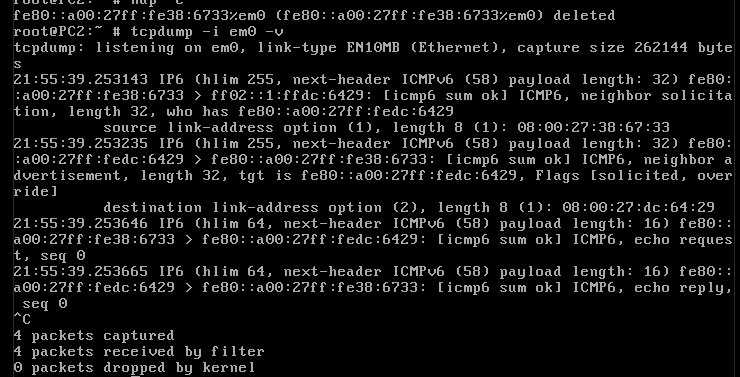 root@PC2:~ # ndp -c
fe80::a00:27ff:fe38:6733%em0 (fe80::a00:27ff:fe38:6733%em0) deleted
root@PC2:~ # tcpdump -i em0 -v
tcpdump: listening on em0, link-type EN10MB (Ethernet), capture size 262144 byte
s
21:55:39.253143 IP6 (hlim 255, next-header ICMPv6 (58) payload length: 32) fe80:
:a00:27ff:fe38:6733 > ff02::1:ffdc:6429: [icmp6 sum ok] ICMP6, neighbor solicita
tion, length 32, who has fe80::a00:27ff:fedc:6429
source link-address option (1), length 8 (1): 08:00:27:38:67:33
21:55:39.253235 IP6 (hlim 255, next-header ICMPv6 (58) payload length: 32) fe80:
:a00:27ff:fedc:6429 > fe80::a00:27ff:fe38:6733: [icmp6 sum ok] ICMP6, neighbor a
dvertisement, length 32, tgt is fe80::a00:27ff:fedc:6429, Flags [solicited, over
ride]
destination link-address option (2), length 8 (1): 08:00:27:dc:64:29
21:55:39.253646 IP6 (hlim 64, next-header ICMPv6 (58) payload length: 16) fe80::
a00:27ff:fe38:6733 > fe80::a00:27ff:fedc:6429: [icmp6 sum ok] ICMP6, echo reques
t, seq 0
21:55:39.253665 IP6 (hlim 64, next-header ICMPv6 (58) payload length: 16) fe80::
a00:27ff:fedc:6429 > fe80::a00:27ff:fe38:6733: [icmp6 sum ok] ICMP6, echo reply,
seq 0
^C
4 packets captured
4 packets received by filter
0 packets dropped by kernel